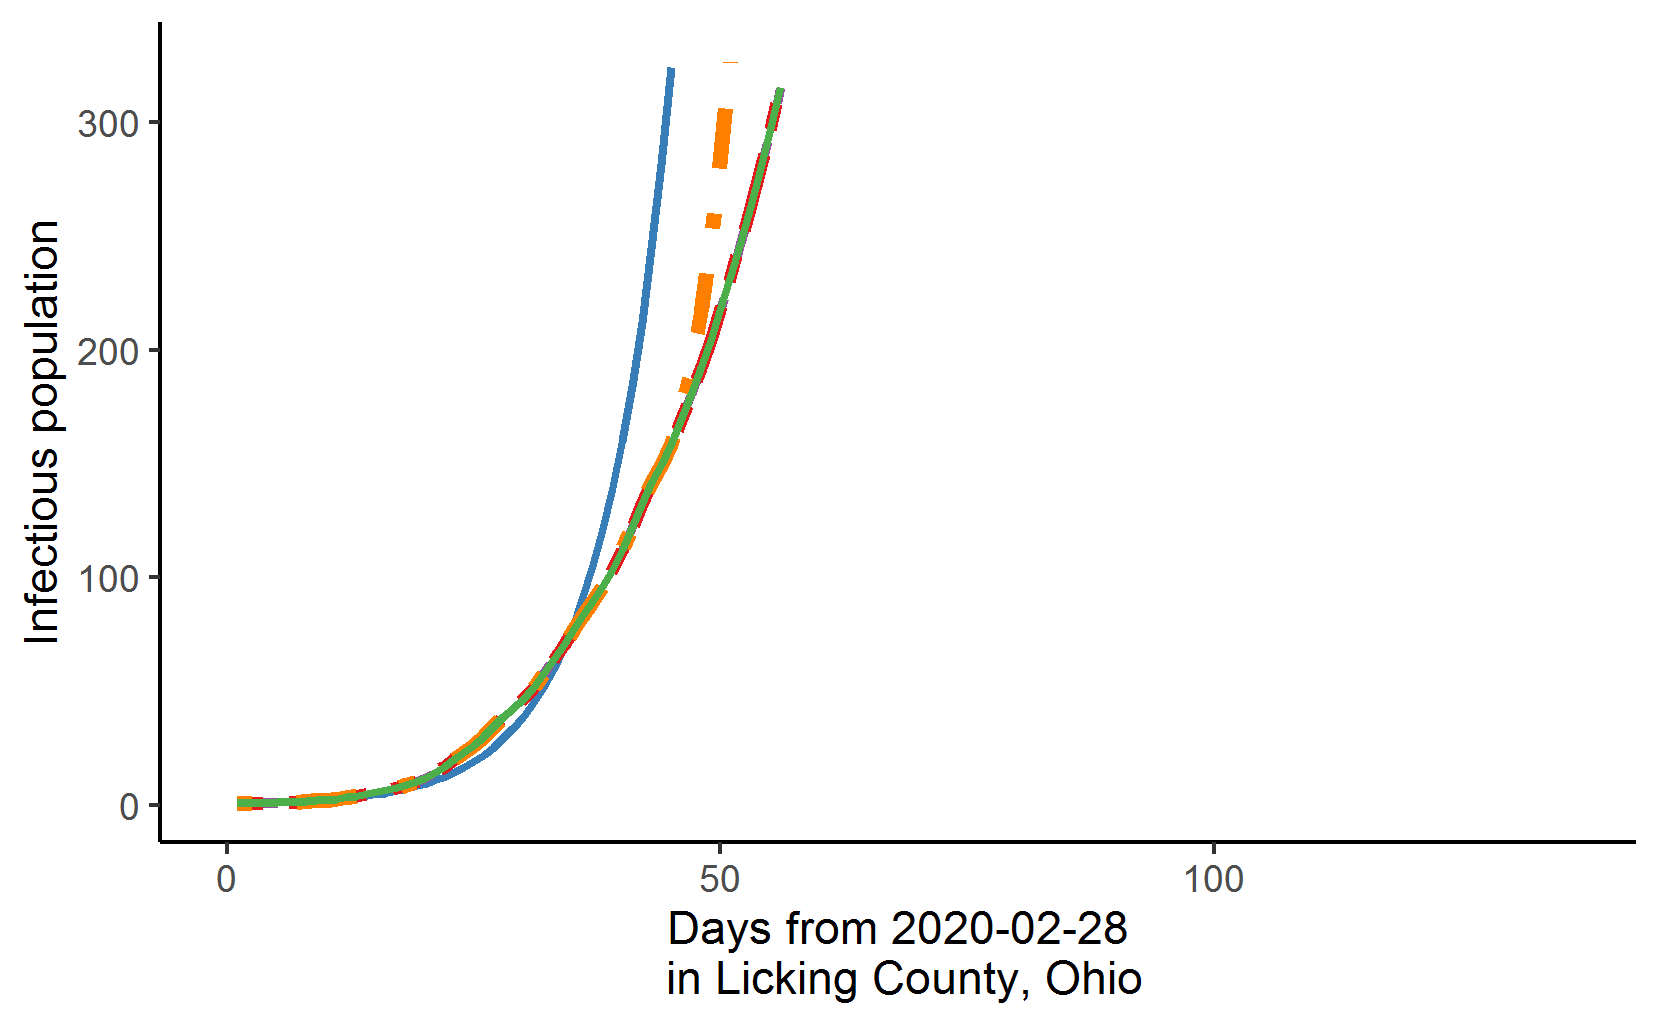 Infectious population
300
200
100
0
0 50 100
Days from 2020-02-28
in Licking County, Ohio